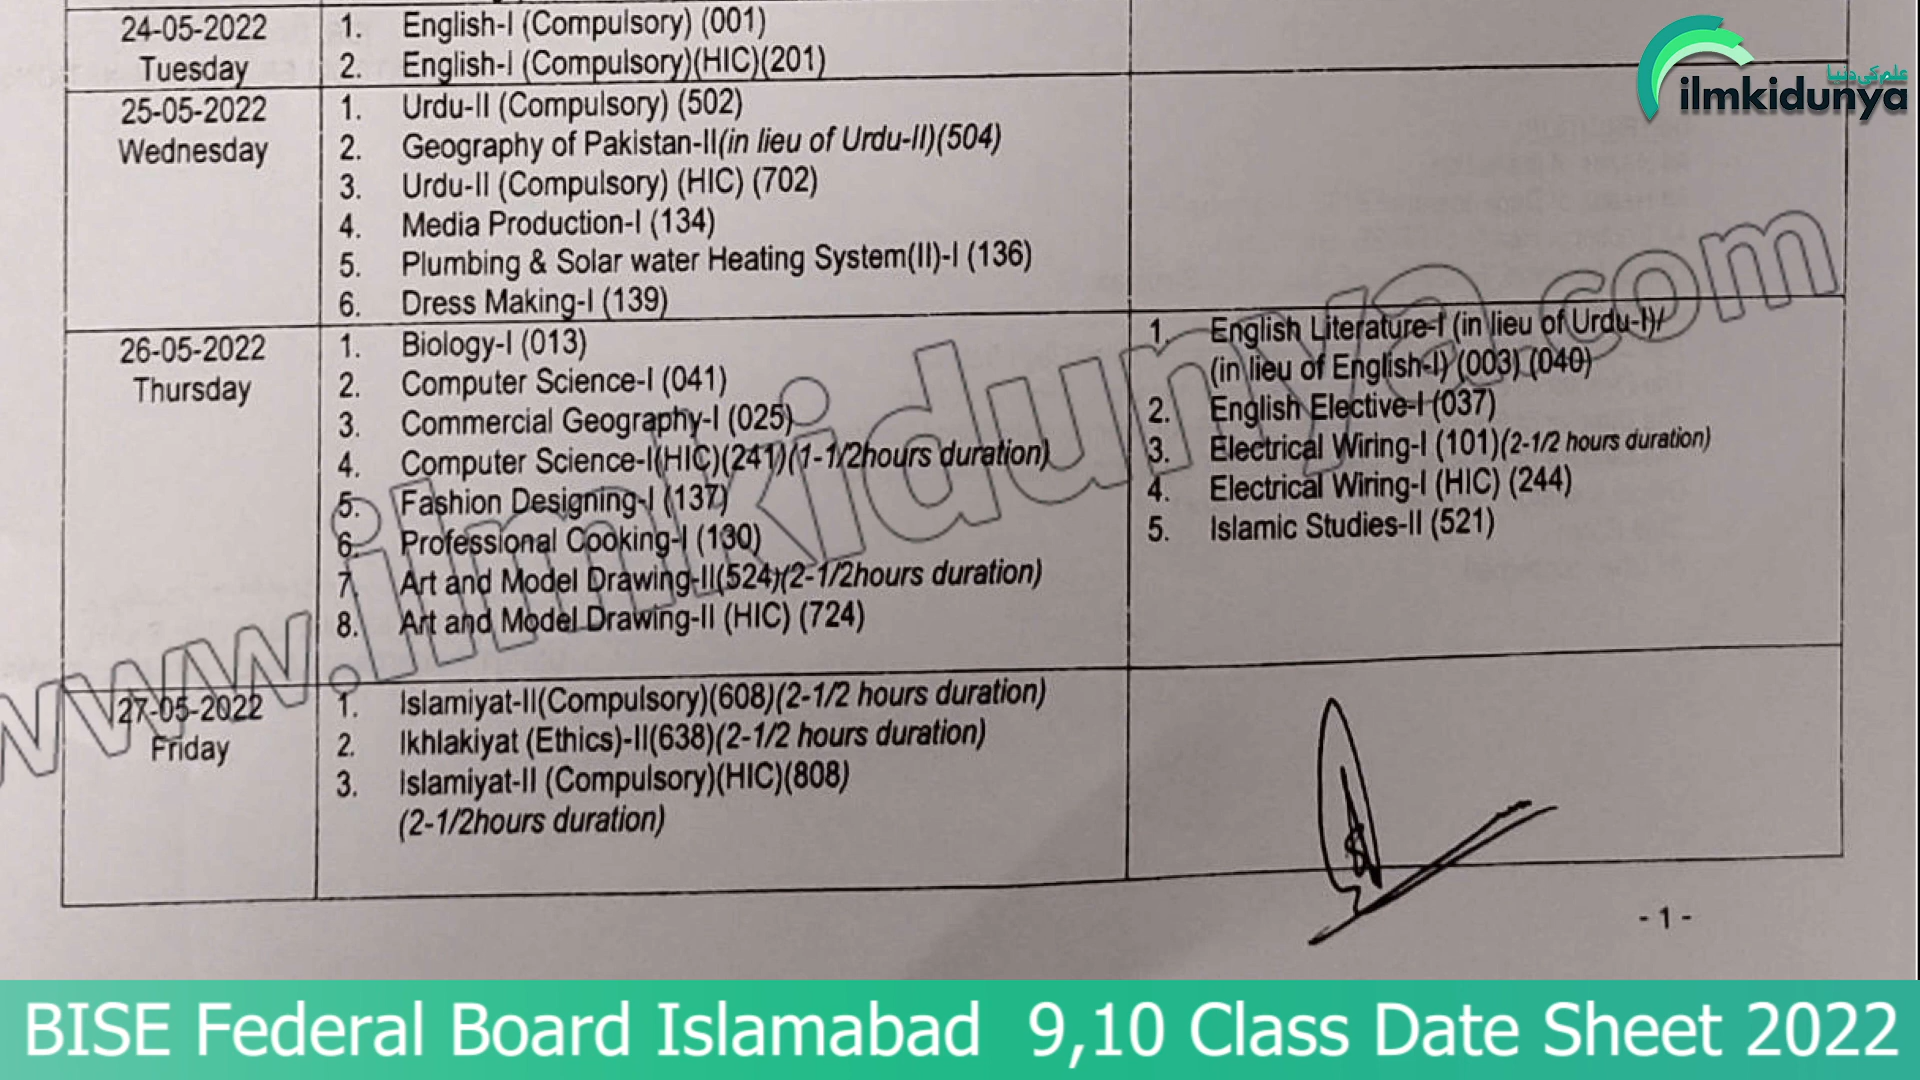 علم کی دنیا
ilmkidunya
24-05-2022
Tuesday
1. English-I (Compulsory) (001)
2. English-I (Compulsory)(HIC)(201)
25-05-2022
Wednesday
1. Urdu-II (Compulsory) (502)
2. Geography of Pakistan-II(in lieu of Urdu-II)(504)
3. Urdu-II (Compulsory) (HIC) (702)
4. Media Production-I (134)
5. Plumbing & Solar water Heating System(II)-I (136)
6. Dress Making-I (139)
26-05-2022
Thursday
1. Biology-I (013)
2. Computer Science-I (041)
3. Commercial Geography-I (025)
4. Computer Science-I(HIC)(241)(1-1/2hours duration)
5. Fashion Designing-I (137)
6. Professional Cooking-I (130)
7. Art and Model Drawing-II(524)(2-1/2hours duration)
8. Art and Model Drawing-II (HIC) (724)
1. English Literature-I (in lieu of Urdu-I)/
(in lieu of English-I) (003) (040)
2. English Elective-I (037)
3. Electrical Wiring-I (101)(2-1/2 hours duration)
4. Electrical Wiring-I (HIC) (244)
5. Islamic Studies-II (521)
27-05-2022
Friday
1. Islamiyat-II(Compulsory)(608)(2-1/2 hours duration)
2. Ikhlakiyat (Ethics)-II(638)(2-1/2 hours duration)
3. Islamiyat-II (Compulsory)(HIC)(808)
(2-1/2hours duration)
www.ilmkidunya.com
- 1 -
BISE Federal Board Islamabad 9,10 Class Date Sheet 2022